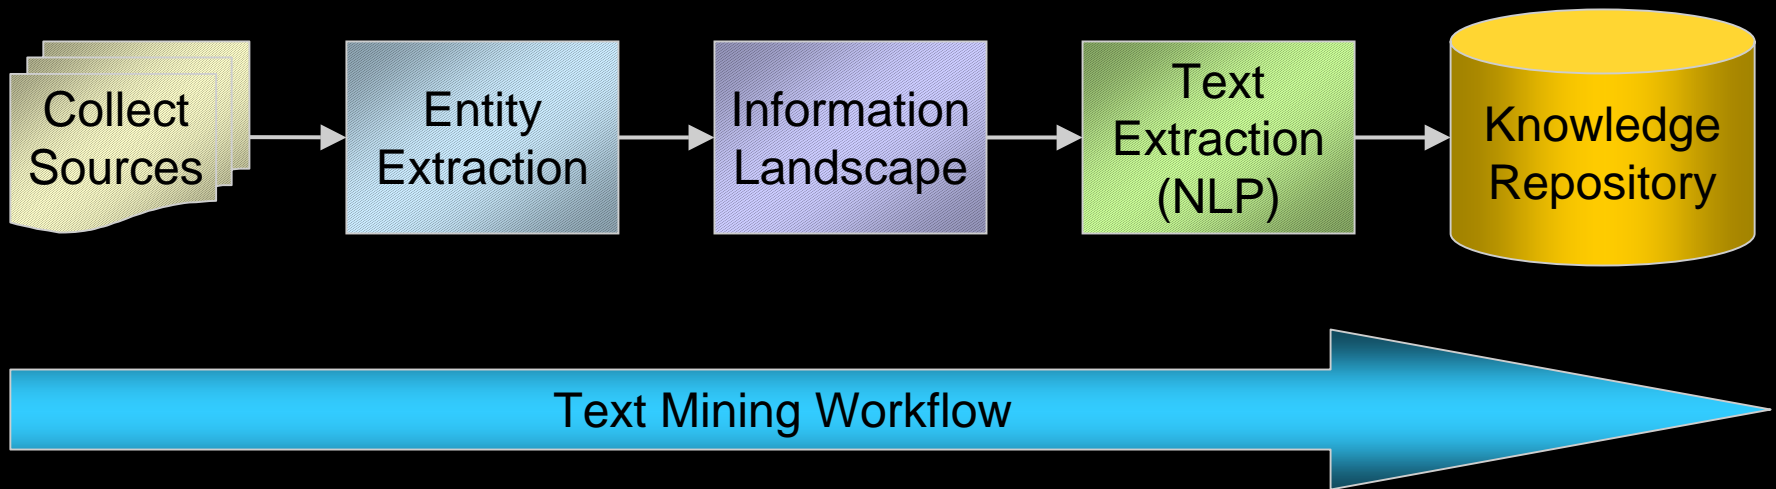 Collect
Sources
Entity
Extraction
Information
Landscape
Text
Extraction
(NLP)
Knowledge
Repository
Text Mining Workflow